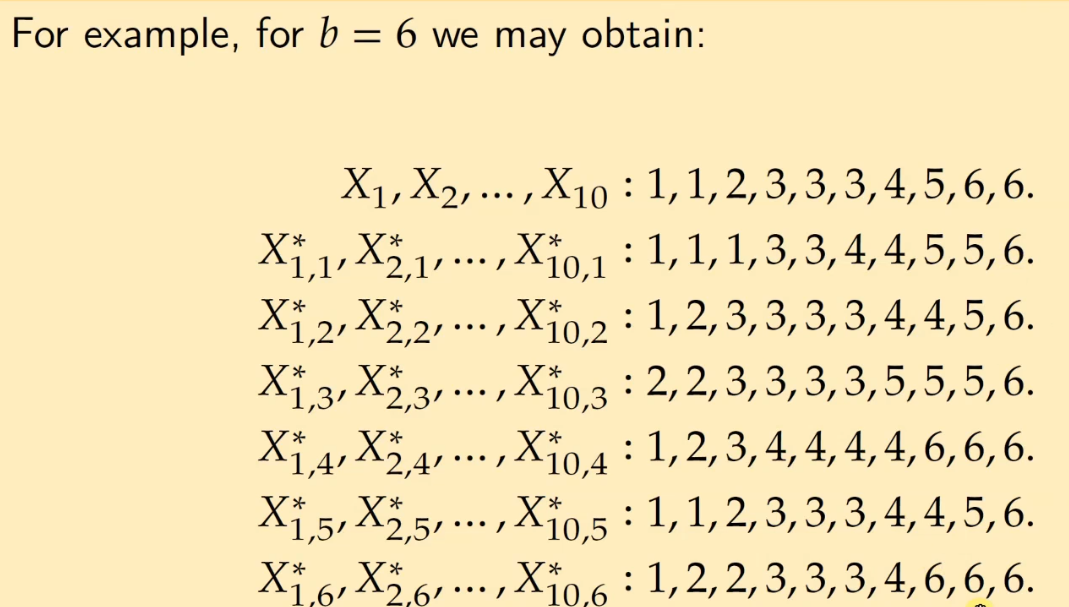 For example, for b = 6 we may obtain:
X₁, X₂, ..., X₁₀ : 1, 1, 2, 3, 3, 3, 4, 5, 6, 6.
X*₁,₁, X*₂,₁, ..., X*₁₀,₁ : 1, 1, 1, 3, 3, 4, 4, 5, 5, 6.
X*₁,₂, X*₂,₂, ..., X*₁₀,₂ : 1, 2, 3, 3, 3, 3, 4, 4, 5, 6.
X*₁,₃, X*₂,₃, ..., X*₁₀,₃ : 2, 2, 3, 3, 3, 3, 5, 5, 5, 6.
X*₁,₄, X*₂,₄, ..., X*₁₀,₄ : 1, 2, 3, 4, 4, 4, 4, 6, 6, 6.
X*₁,₅, X*₂,₅, ..., X*₁₀,₅ : 1, 1, 2, 3, 3, 3, 4, 4, 5, 6.
X*₁,₆, X*₂,₆, ..., X*₁₀,₆ : 1, 2, 2, 3, 3, 3, 4, 6, 6, 6.